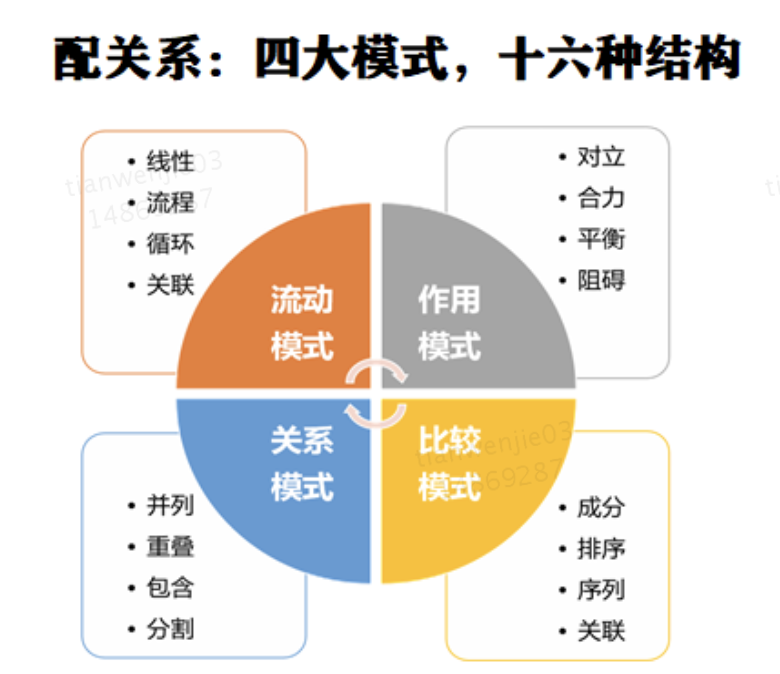 配关系：四大模式，十六种结构
• 线性
• 流程
• 循环
• 关联
• 对立
• 合力
• 平衡
• 阻碍
流动
模式
作用
模式
关系
模式
比较
模式
• 并列
• 重叠
• 包含
• 分割
• 成分
• 排序
• 序列
• 关联
tianwenjie03